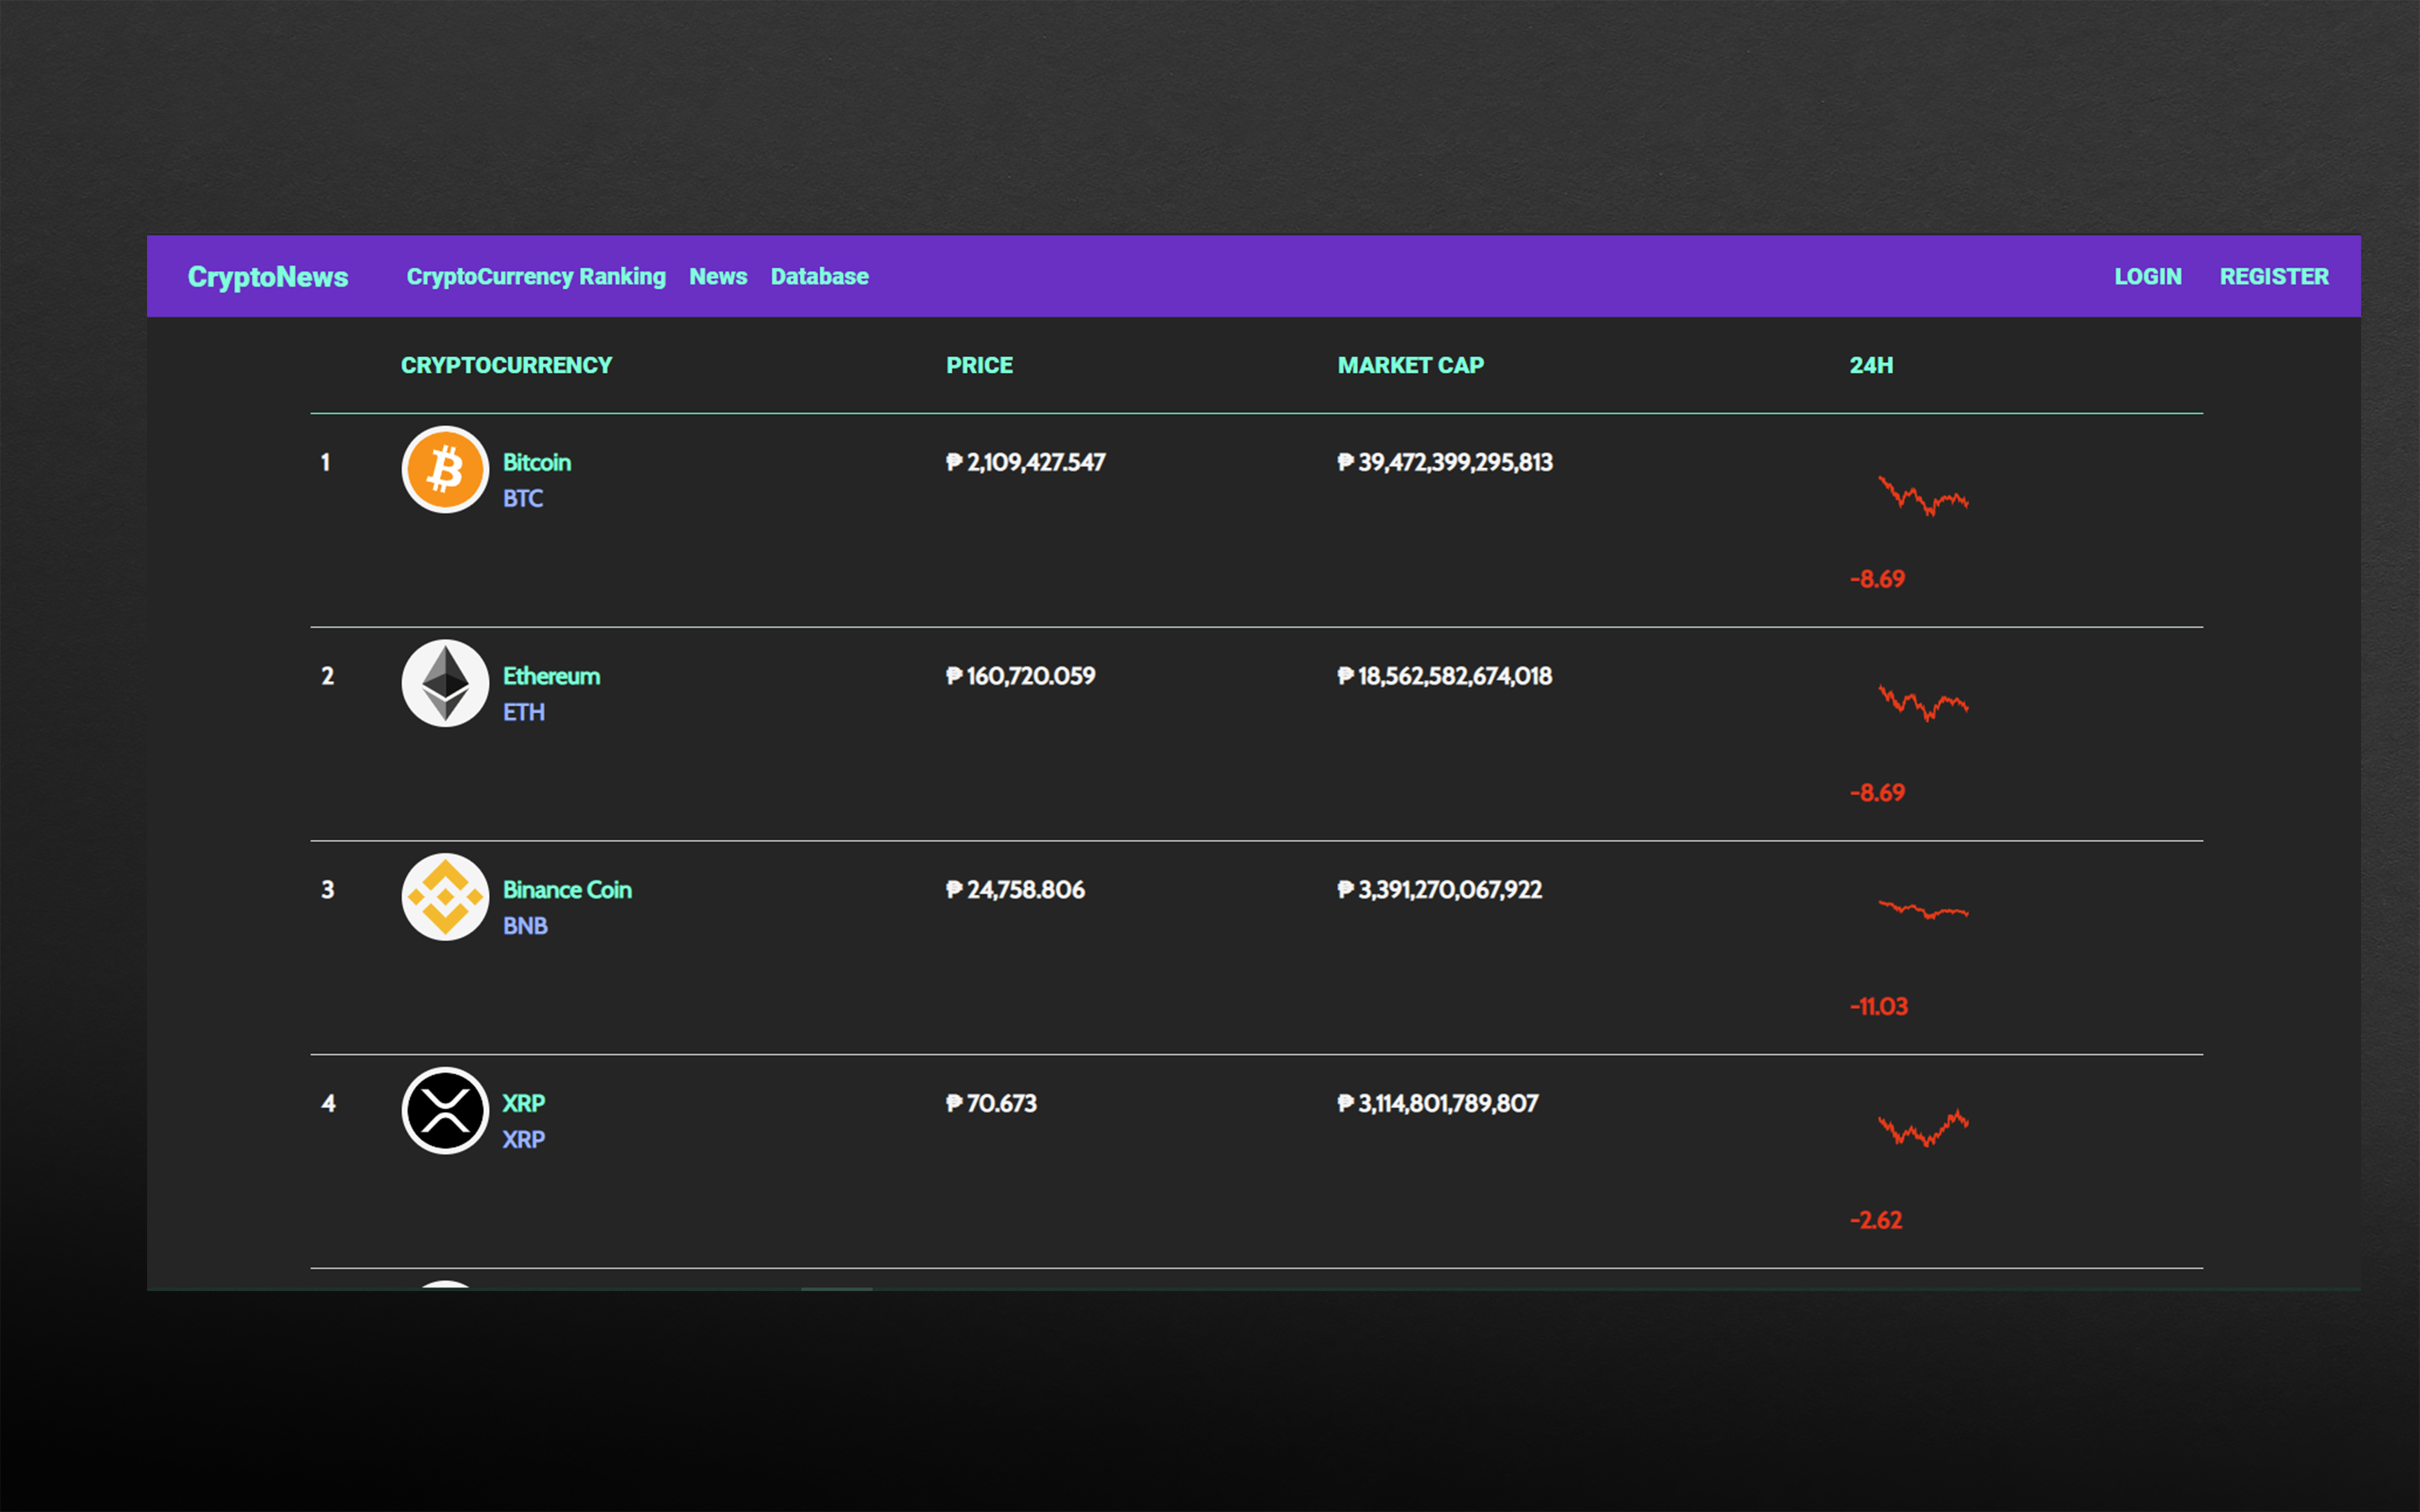 CryptoNews CryptoCurrency Ranking News Database LOGIN REGISTER
CRYPTOCURRENCY PRICE MARKET CAP 24H
1 Bitcoin ₱ 2,109,427.547 ₱ 39,472,399,295,813
BTC
-8.69
2 Ethereum ₱ 160,720.059 ₱ 18,562,582,674,018
ETH
-8.69
3 Binance Coin ₱ 24,758.806 ₱ 3,391,270,067,922
BNB
-11.03
4 XRP ₱ 70.673 ₱ 3,114,801,789,807
XRP
-2.62